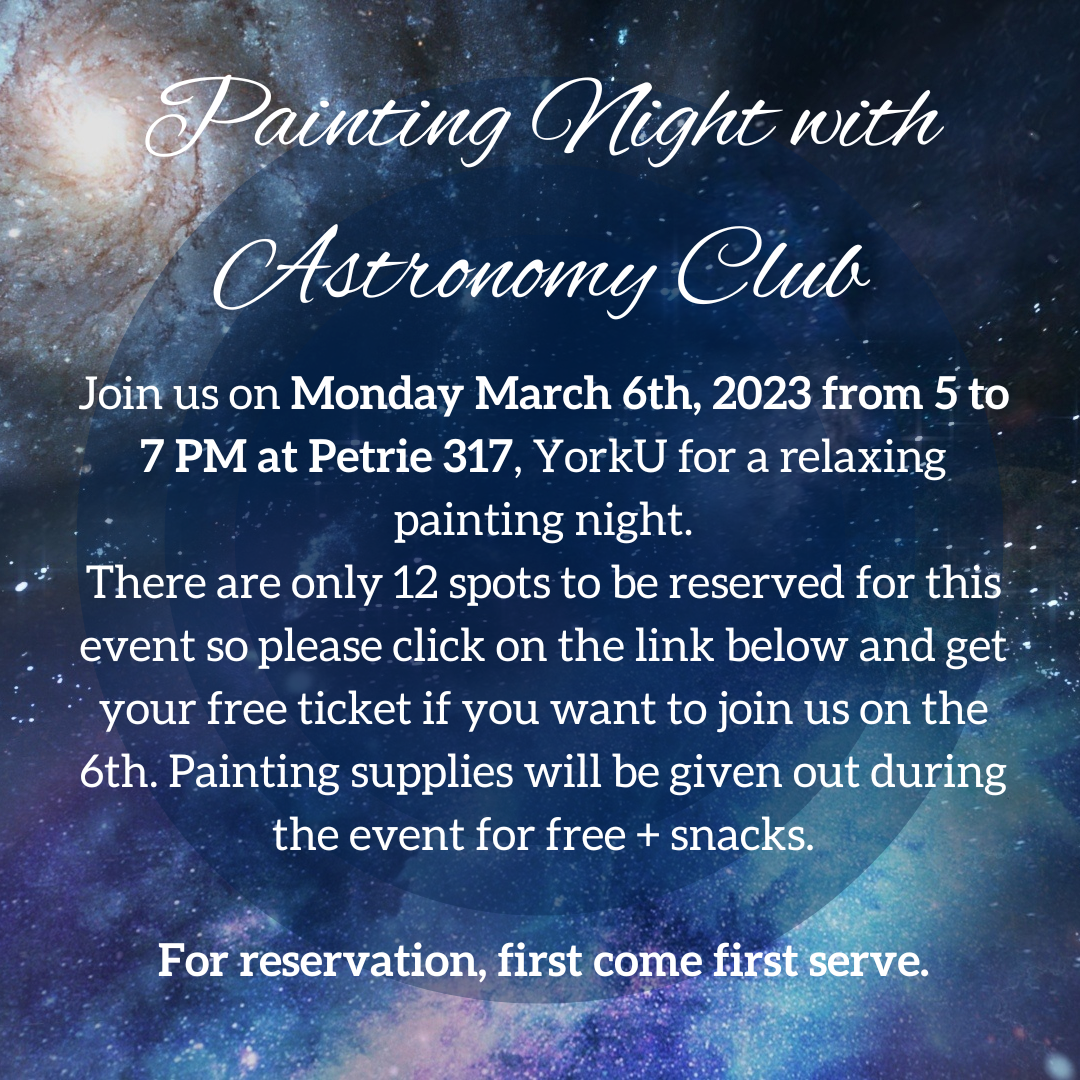 Painting Night with
Astronomy Club
Join us on Monday March 6th, 2023 from 5 to
7 PM at Petrie 317, YorkU for a relaxing
painting night.
There are only 12 spots to be reserved for this
event so please click on the link below and get
your free ticket if you want to join us on the
6th. Painting supplies will be given out during
the event for free + snacks.
For reservation, first come first serve.